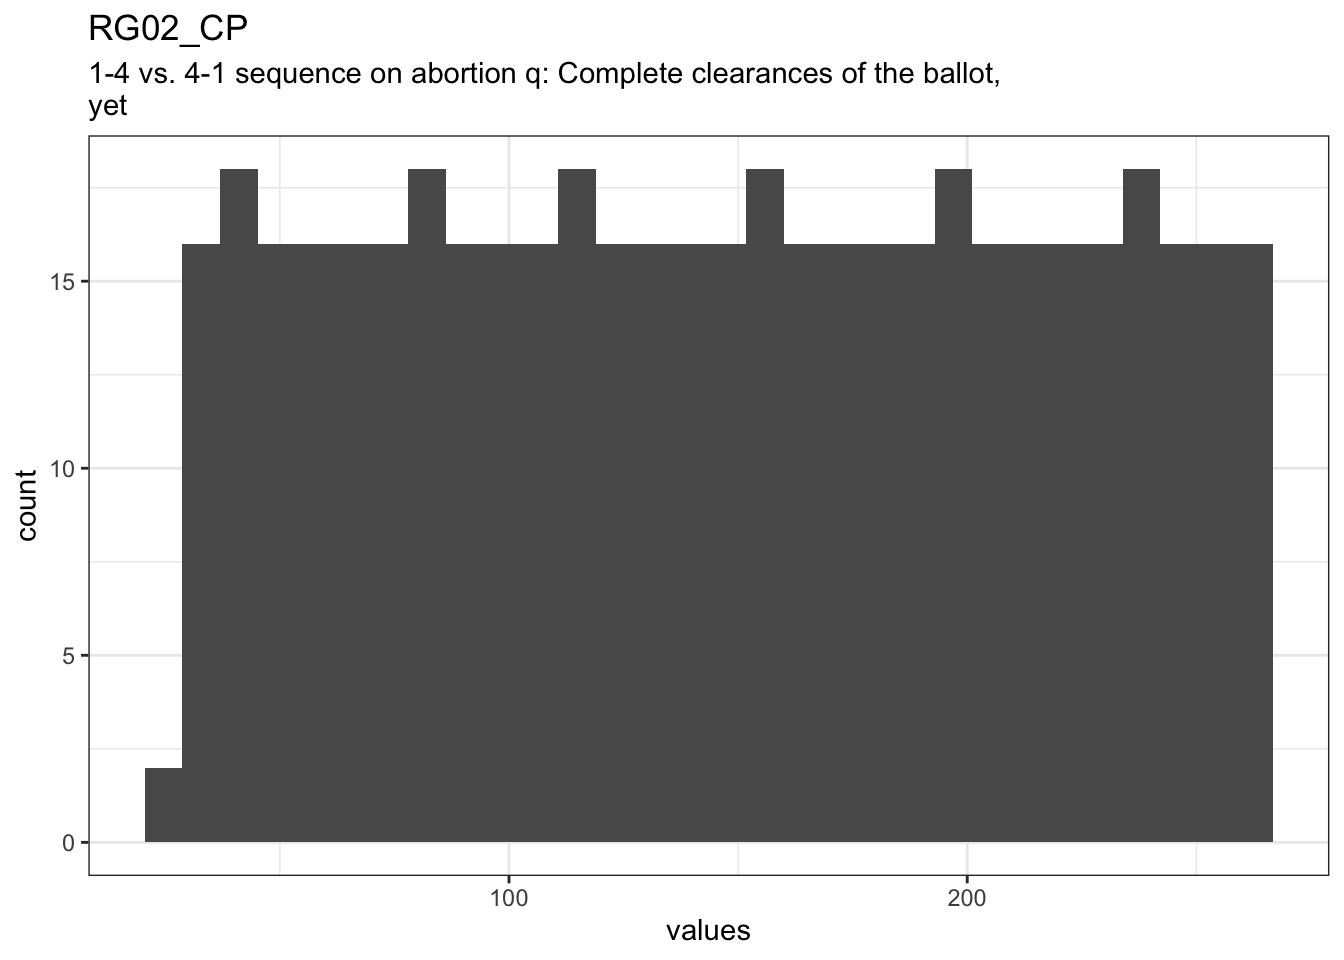 RG02_CP
1-4 vs. 4-1 sequence on abortion q: Complete clearances of the ballot,
yet
15
10
5
0
count
100 200
values